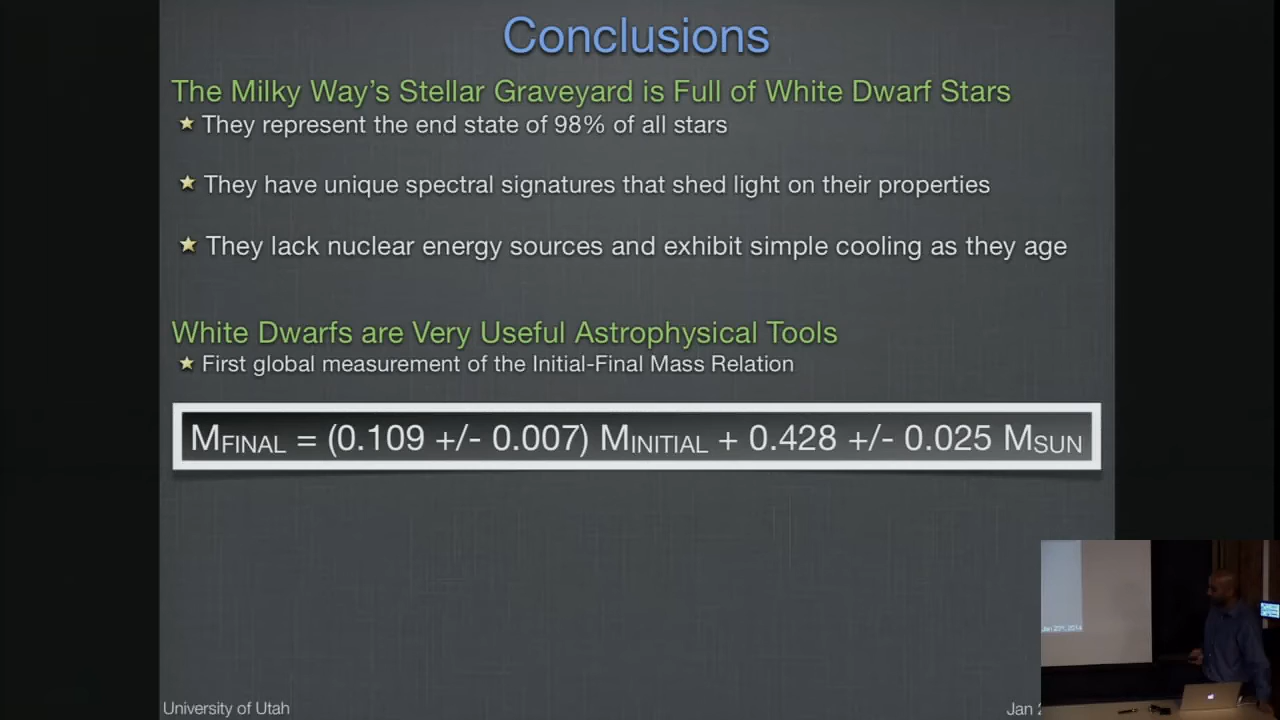 Conclusions
The Milky Way's Stellar Graveyard is Full of White Dwarf Stars
They represent the end state of 98% of all stars
They have unique spectral signatures that shed light on their properties
They lack nuclear energy sources and exhibit simple cooling as they age
White Dwarfs are Very Useful Astrophysical Tools
First global measurement of the Initial-Final Mass Relation
MFINAL = (0.109 +/- 0.007) MINITIAL + 0.428 +/- 0.025 MSUN
University of Utah
Jan